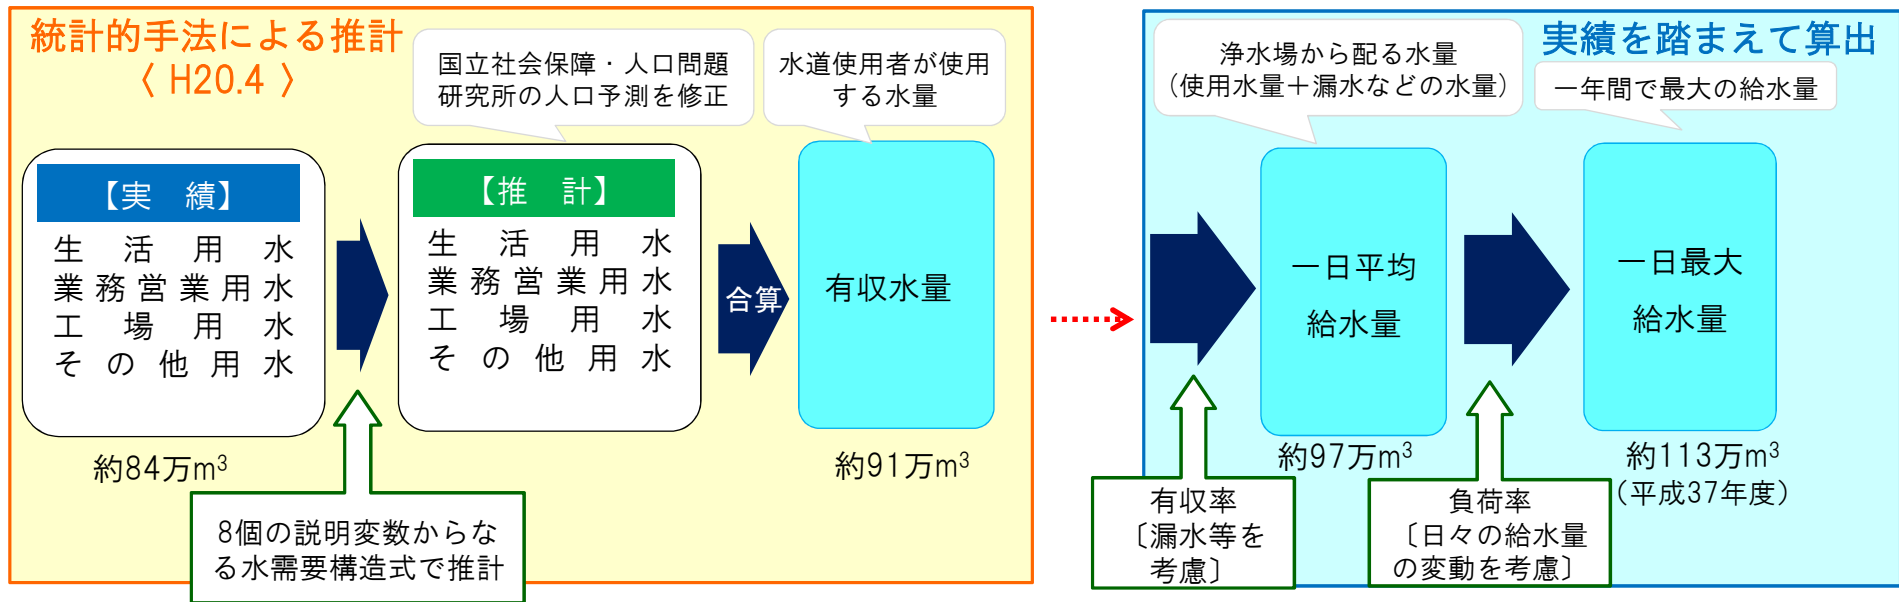 統計的手法による推計
〈 H20.4 〉
国立社会保障・人口問題
研究所の人口予測を修正
水道使用者が使用
する水量
【実　績】
生活用水
業務営業用水
工場用水
その他用水
約84万m³
8個の説明変数からな
る水需要構造式で推計
【推　計】
生活用水
業務営業用水
工場用水
その他用水
合算
有収水量
約91万m³
実績を踏まえて算出
浄水場から配る水量
(使用水量＋漏水などの水量)
一年間で最大の給水量
有収率
〔漏水等を
考慮〕
一日平均
給水量
約97万m³
負荷率
〔日々の給水量
の変動を考慮〕
一日最大
給水量
約113万m³
（平成37年度）